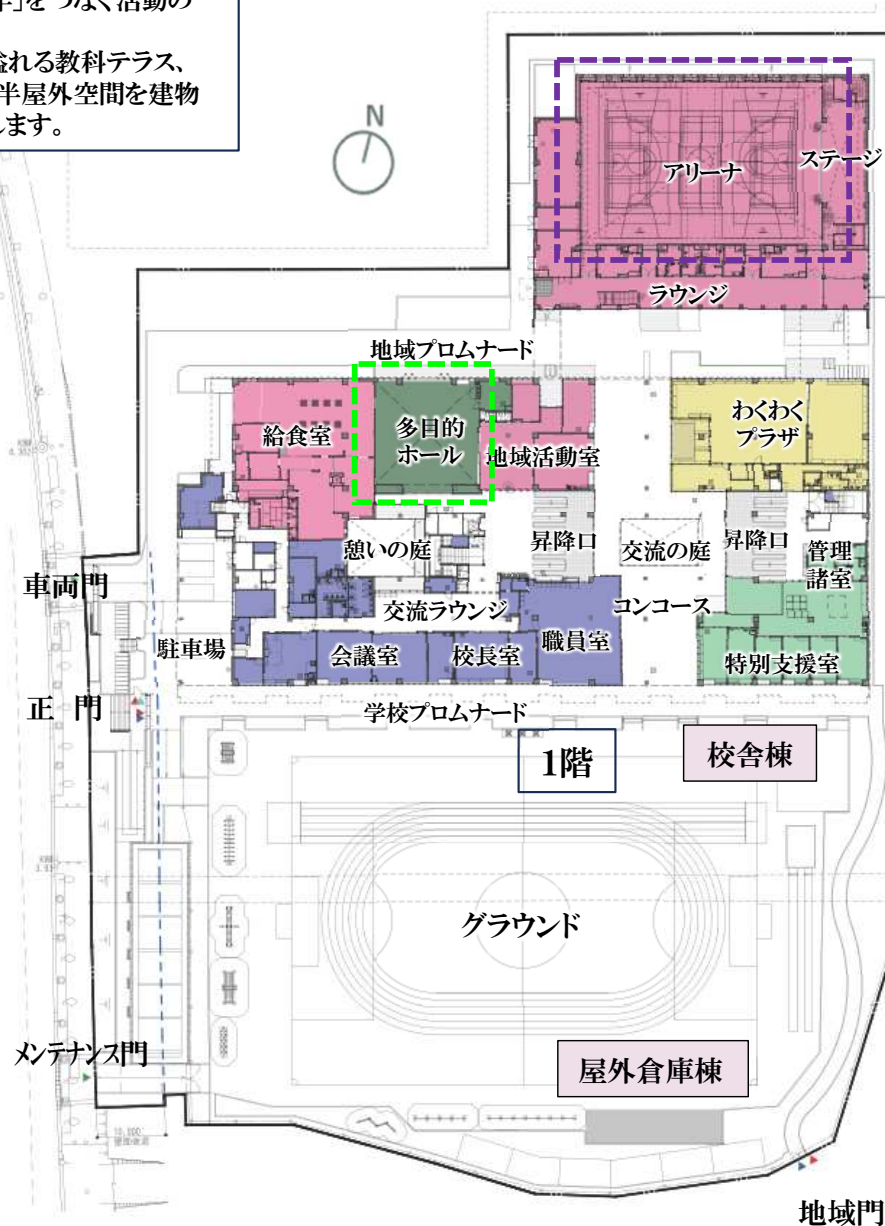 をつなぐ活動の
溢れる教科テラス、
半屋外空間を建物
します。
N
アリーナ
ステージ
ラウンジ
地域プロムナード
給食室
多目的
ホール
地域活動室
わくわく
プラザ
憩いの庭
昇降口
交流の庭
昇降口
管理
諸室
車両門
交流ラウンジ
コンコース
駐車場
会議室
校長室
職員室
特別支援室
正 門
学校プロムナード
1階
校舎棟
グラウンド
メンテナンス門
屋外倉庫棟
10,000
地域門